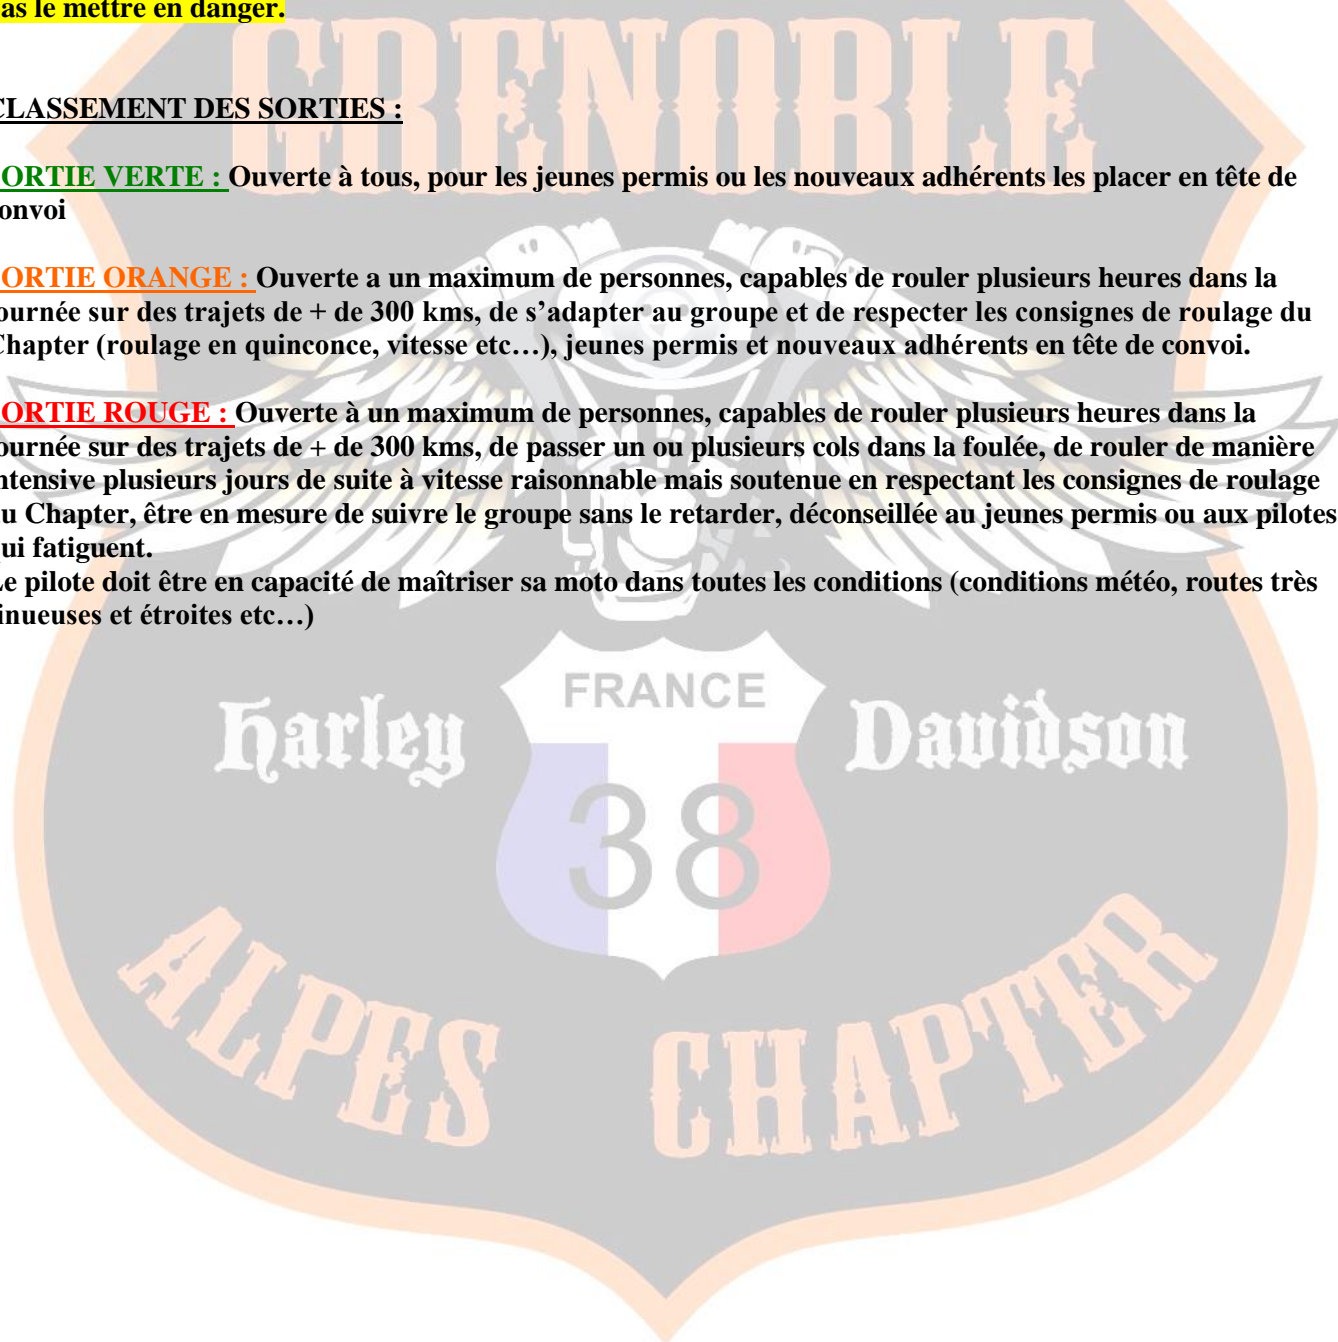 as le mettre en danger.
CLASSEMENT DES SORTIES :
ORTIE VERTE : Ouverte à tous, pour les jeunes permis ou les nouveaux adhérents les placer en tête de
onvoi
ORTIE ORANGE : Ouverte a un maximum de personnes, capables de rouler plusieurs heures dans la
ournée sur des trajets de + de 300 kms, de s’adapter au groupe et de respecter les consignes de roulage du
Chapter (roulage en quinconce, vitesse etc…), jeunes permis et nouveaux adhérents en tête de convoi.
ORTIE ROUGE : Ouverte à un maximum de personnes, capables de rouler plusieurs heures dans la
ournée sur des trajets de + de 300 kms, de passer un ou plusieurs cols dans la foulée, de rouler de manière
ntensive plusieurs jours de suite à vitesse raisonnable mais soutenue en respectant les consignes de roulage
u Chapter, être en mesure de suivre le groupe sans le retarder, déconseillée au jeunes permis ou aux pilotes
ui fatiguent.
Le pilote doit être en capacité de maîtriser sa moto dans toutes les conditions (conditions météo, routes très
inueuses et étroites etc…)
GRENOBLE
FRANCE
Harley Davidson
38
ALPES CHAPTER